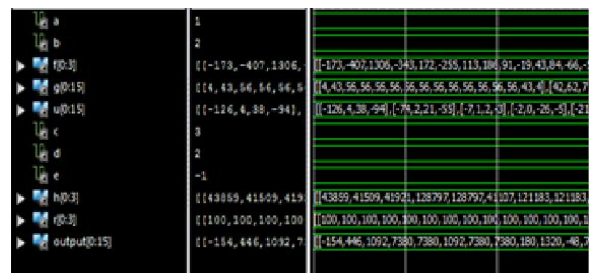 a 1
b 2
f[0:3] [[-173,-407,1306,- [[-173,-407,1306,-343,172,-255,113,186,91,-19,43,84,-66,-
g[0:15] [[4,43,56,56,56,56,5 [[4,43,56,56,56,56,56,56,56,56,56,56,56,56,43,4],[42,62,7
u[0:15] [[-126,4,38,-94], [[-126,4,38,-94],[-74,2,21,-55],[-7,1,2,-3],[-2,0,-26,-5],[-21
c 3
d 2
e -1
h[0:3] [[43859,41509,419 [[43859,41509,41921,128797,128797,41107,121183,121183,
r[0:3] [[100,100,100,100 [[100,100,100,100,100,100,100,100,100,100,100,100,100,1
output[0:15] [[-154,446,1092,7 [[-154,446,1092,7380,7380,1092,7380,7380,180,1320,-48,7